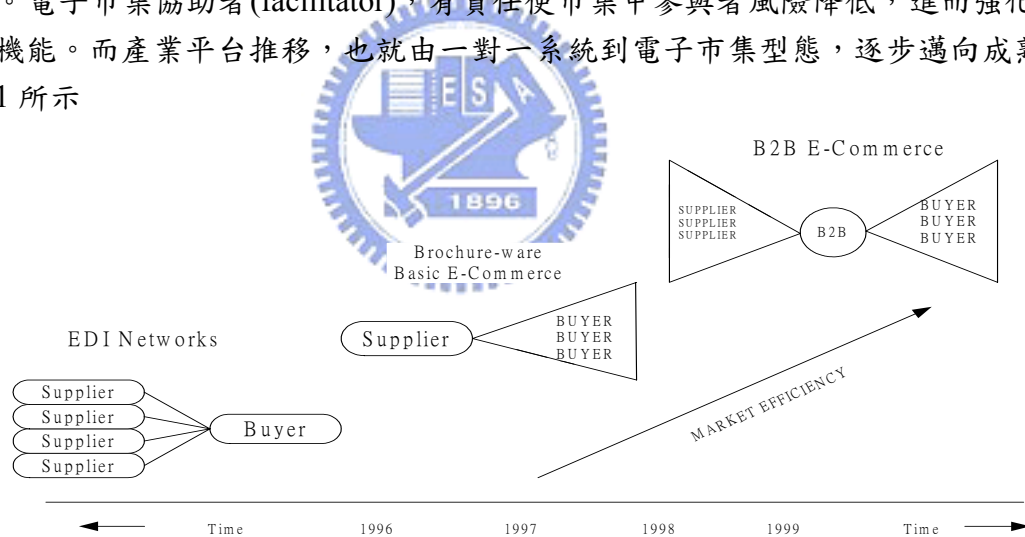 。電子市集協助者(facilitator)，有責任使市集中參與者風險降低，進而強化
機能。而產業平台推移，也就由一對一系統到電子市集型態，逐步邁向成熟
1 所示
E S A
1896
B2B E-Commerce
SUPPLIER
SUPPLIER
SUPPLIER
B2B
BUYER
BUYER
BUYER
Brochure-ware
Basic E-Commerce
Supplier
BUYER
BUYER
BUYER
EDI Networks
Supplier
Supplier
Supplier
Supplier
Buyer
MARKET EFFICIENCY
Time 1996 1997 1998 1999 Time